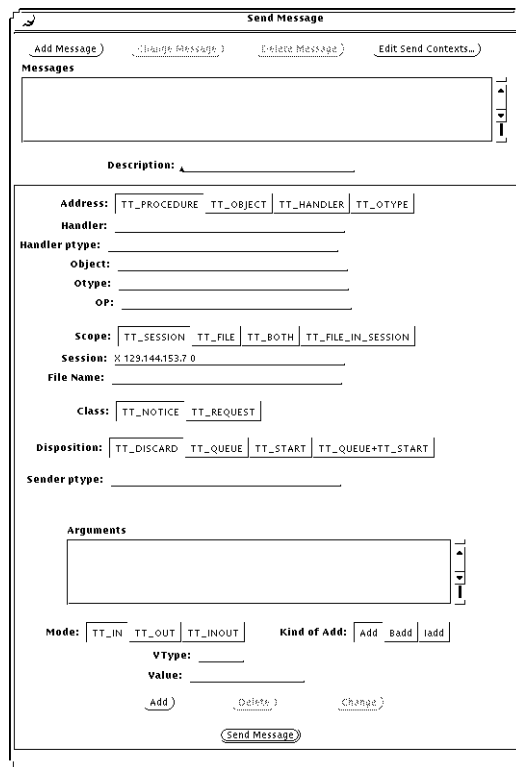 Send Message
Add Message Change Message Delete Message Edit Send Contexts...
Messages
Description:
Address: TT_PROCEDURE TT_OBJECT TT_HANDLER TT_OTYPE
Handler:
Handler ptype:
Object:
Otype:
OP:
Scope: TT_SESSION TT_FILE TT_BOTH TT_FILE_IN_SESSION
Session: X 129.144.153.7 0
File Name:
Class: TT_NOTICE TT_REQUEST
Disposition: TT_DISCARD TT_QUEUE TT_START TT_QUEUE+TT_START
Sender ptype:
Arguments
Mode: TT_IN TT_OUT TT_INOUT Kind of Add: Add Badd Iadd
VType:
Value:
Add Delete Change
Send Message